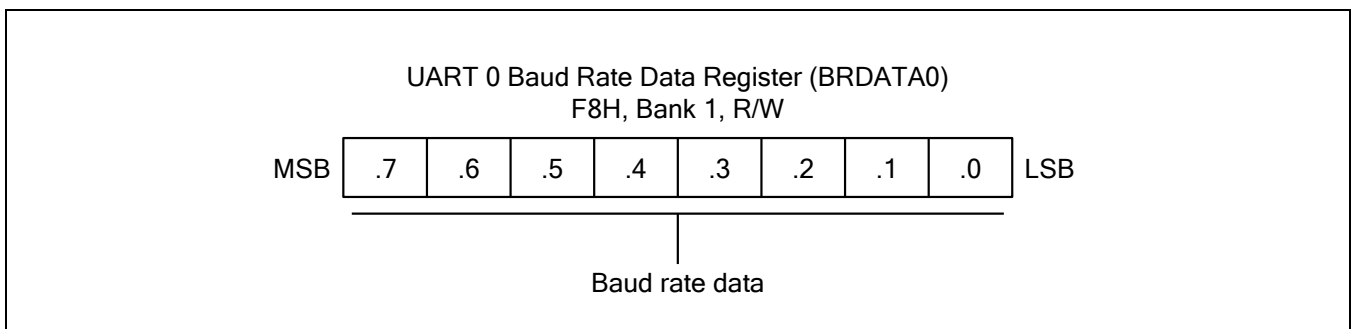 UART 0 Baud Rate Data Register (BRDATA0)
F8H, Bank 1, R/W
MSB .7 .6 .5 .4 .3 .2 .1 .0 LSB
Baud rate data